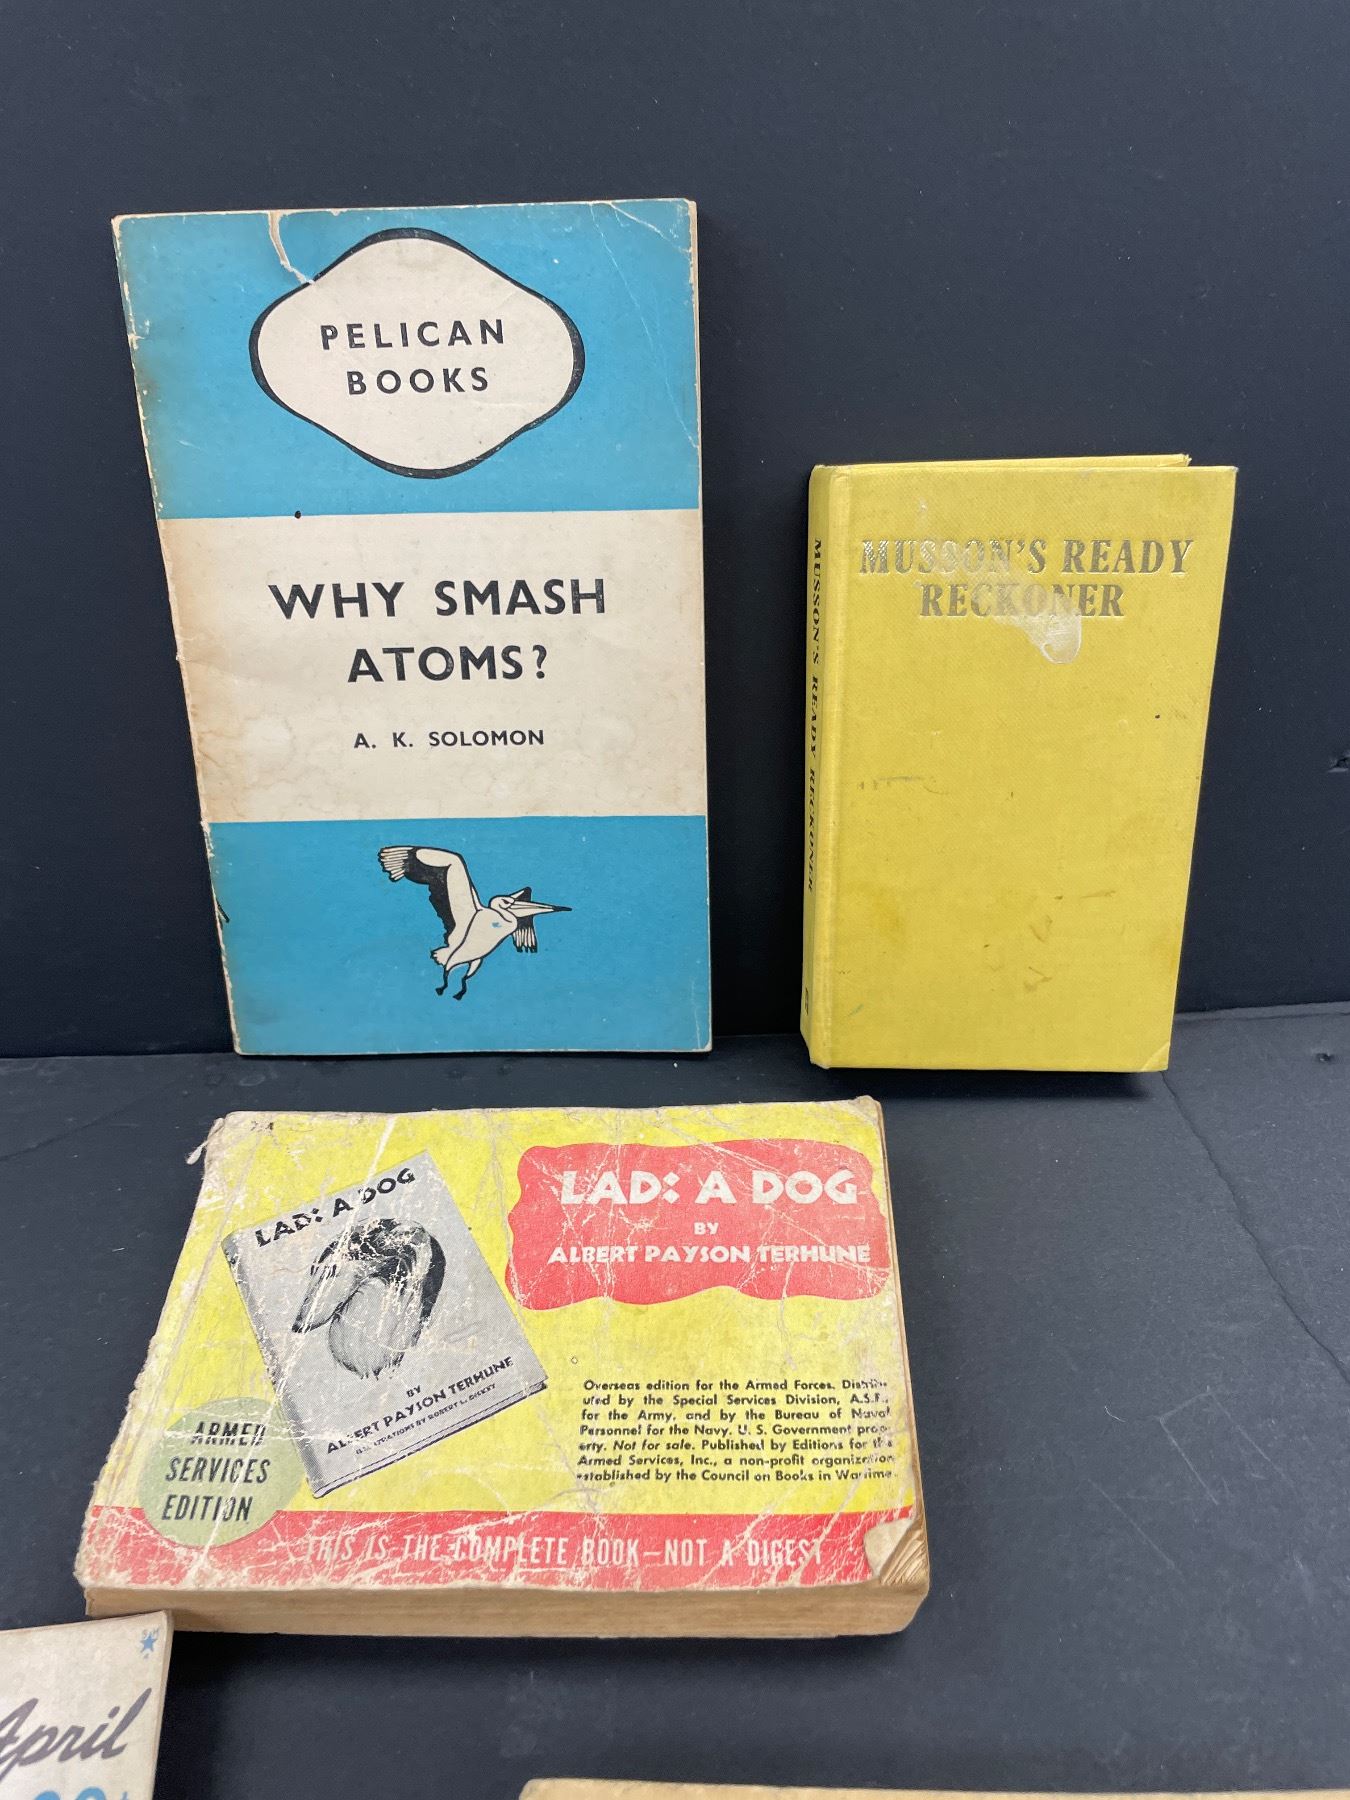 PELICAN
BOOKS
WHY SMASH
ATOMS?
A. K. SOLOMON
MUSSON'S READY
RECKONER
MUSSON'S READY RECKONER
LAD: A DOG
BY
ALBERT PAYSON TERHUNE
LAD: A DOG
BY
ALBERT PAYSON TERHUNE
ILLUSTRATIONS BY ROBERT L. DICKEY
Overseas edition for the Armed Forces. Distrib-
uted by the Special Services Division, A.S.F.,
for the Army, and by the Bureau of Naval
Personnel for the Navy. U. S. Government prop-
erty. Not for sale. Published by Editions for the
Armed Services, Inc., a non-profit organization
established by the Council on Books in Wartime.
ARMED
SERVICES
EDITION
THIS IS THE COMPLETE BOOK—NOT A DIGEST
April